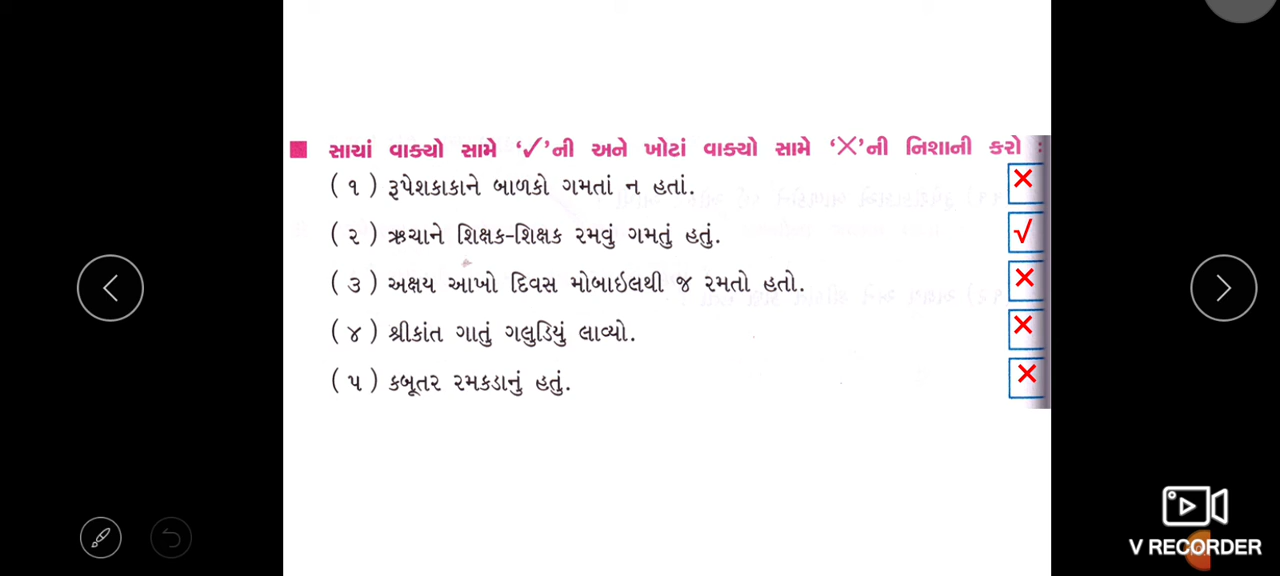 ■ સાચાં વાક્યો સામે ‘✓’ની અને ખોટાં વાક્યો સામે ‘✕’ની નિશાની કરો :
(૧) રૂપેશકાકાને બાળકો ગમતાં ન હતાં. ✕
(૨) ઋચાને શિક્ષક-શિક્ષક રમવું ગમતું હતું. √
(૩) અક્ષય આખો દિવસ મોબાઇલથી જ રમતો હતો. ✕
(૪) શ્રીકાંત ગાતું ગલુડિયું લાવ્યો. ✕
(૫) કબૂતર રમકડાનું હતું. ✕
V RECORDER